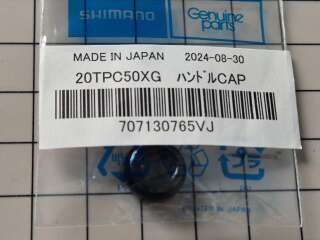 SHIMANO
Genuine
parts
MADE IN JAPAN 2024-08-30
20TPC50XG ハンドルCAP
707130765VJ